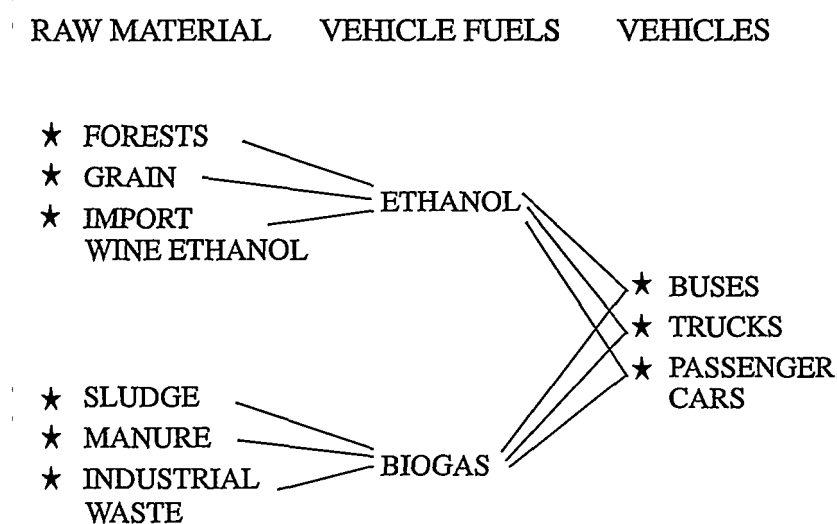 RAW MATERIAL VEHICLE FUELS VEHICLES
★ FORESTS
★ GRAIN
★ IMPORT
WINE ETHANOL
ETHANOL
★ SLUDGE
★ MANURE
★ INDUSTRIAL
WASTE
BIOGAS
★ BUSES
★ TRUCKS
★ PASSENGER
CARS